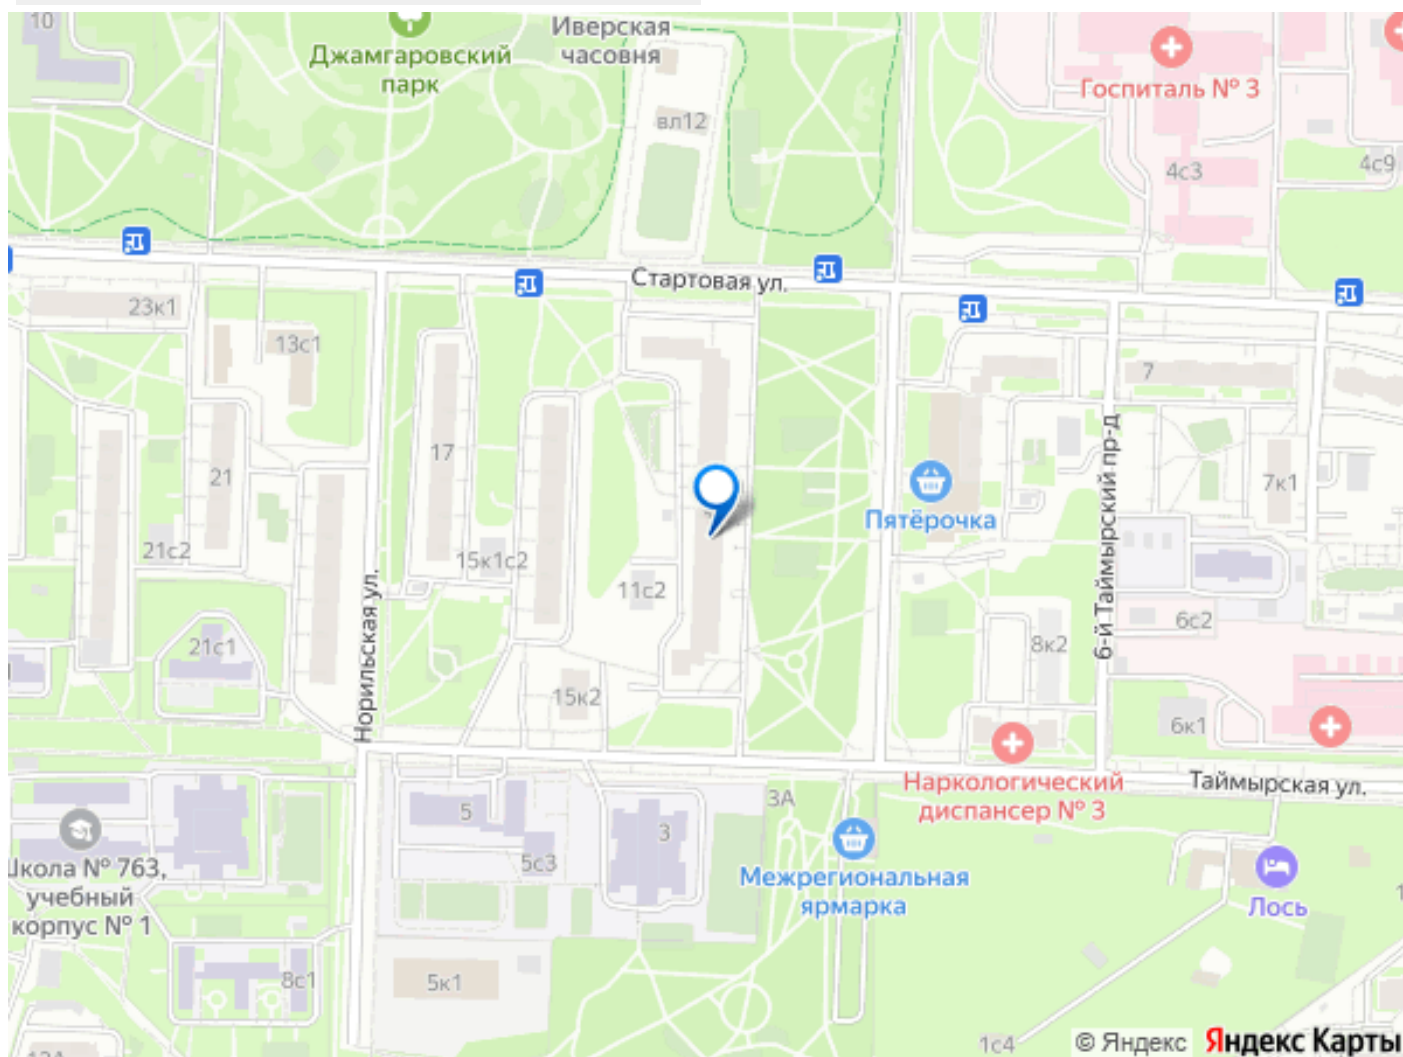 10
Джамгаровский
парк
Иверская
часовня
вл12
Госпиталь № 3
4с3
4с9
Стартовая ул.
23к1
13с1
7
17
21
7к1
Пятёрочка
6-й Таймырский пр-д
21с2
15к1с2
11с2
Норильская ул.
6с2
21с1
8к2
15к2
6к1
Наркологический
диспансер № 3
Таймырская ул.
5
3
3А
5с3
Школа № 763,
учебный
корпус № 1
Межрегиональная
ярмарка
Лось
8с1
5к1
1с4
© Яндекс
Яндекс Карты